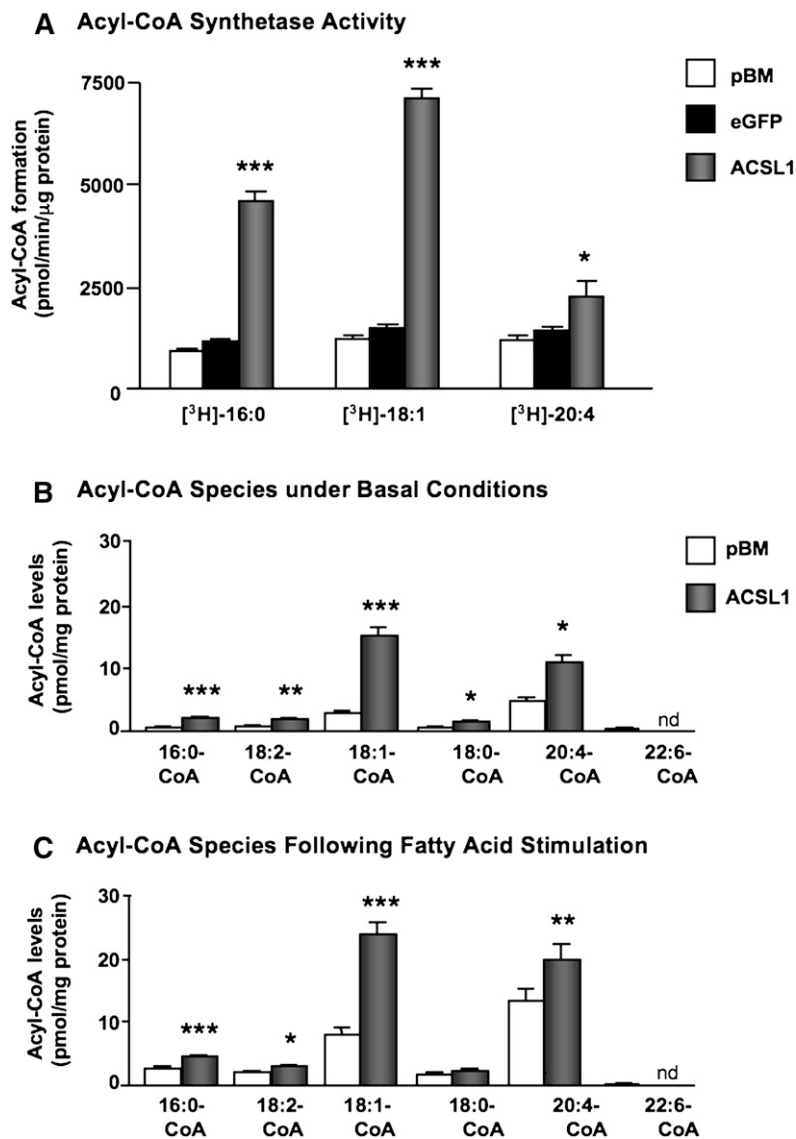 A Acyl-CoA Synthetase Activity
Acyl-CoA formation
(pmol/min/µg protein)
7500
5000
2500
0
***
***
*
[³H]-16:0 [³H]-18:1 [³H]-20:4
pBM
eGFP
ACSL1
B Acyl-CoA Species under Basal Conditions
Acyl-CoA levels
(pmol/mg protein)
30
20
10
0
*** ** *** * * nd
16:0- 18:2- 18:1- 18:0- 20:4- 22:6-
CoA CoA CoA CoA CoA CoA
pBM
ACSL1
C Acyl-CoA Species Following Fatty Acid Stimulation
Acyl-CoA levels
(pmol/mg protein)
30
20
10
0
*** * *** ** nd
16:0- 18:2- 18:1- 18:0- 20:4- 22:6-
CoA CoA CoA CoA CoA CoA